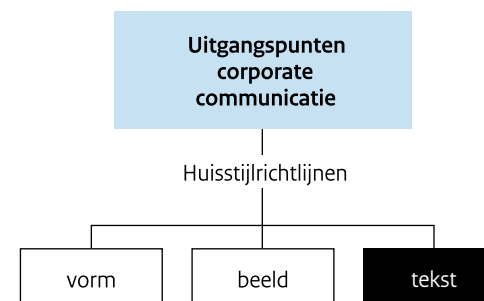 Uitgangspunten
corporate
communicatie
Huisstijlrichtlijnen
vorm
beeld
tekst